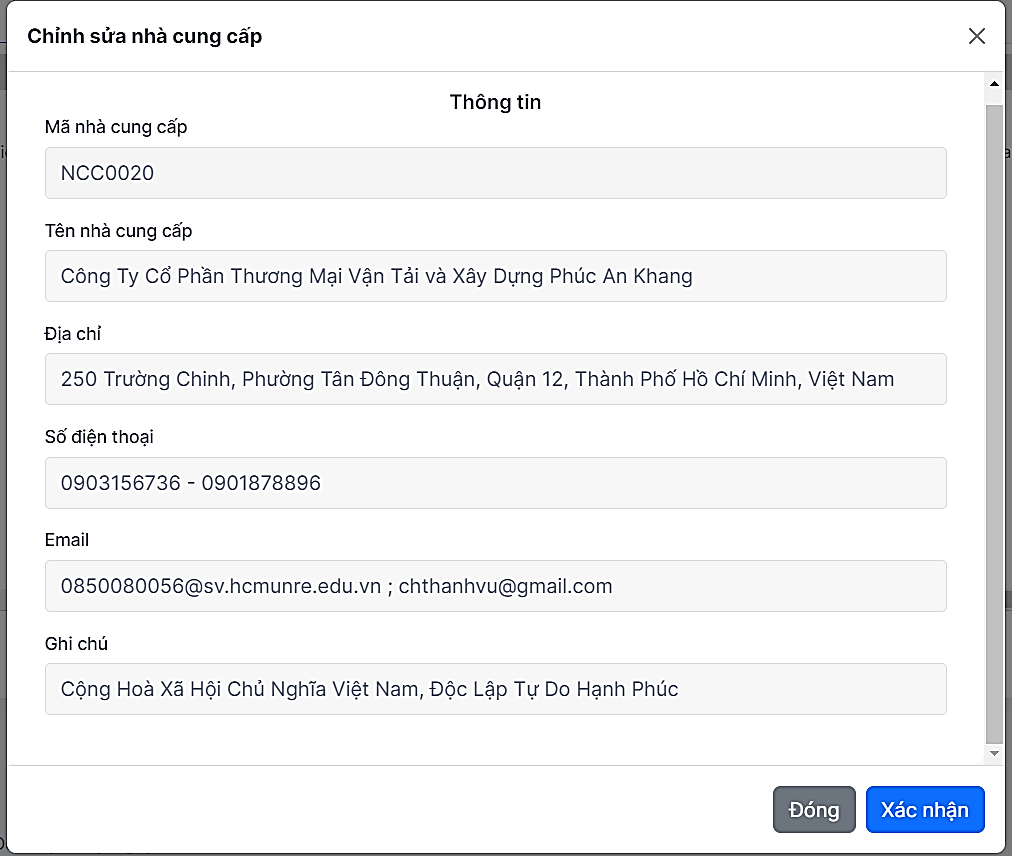 Chỉnh sửa nhà cung cấp
Thông tin
Mã nhà cung cấp
NCC0020
Tên nhà cung cấp
Công Ty Cổ Phần Thương Mại Vận Tải và Xây Dựng Phúc An Khang
Địa chỉ
250 Trường Chinh, Phường Tân Đông Thuận, Quận 12, Thành Phố Hồ Chí Minh, Việt Nam
Số điện thoại
0903156736 - 0901878896
Email
0850080056@sv.hcmunre.edu.vn ; chthanhvu@gmail.com
Ghi chú
Cộng Hoà Xã Hội Chủ Nghĩa Việt Nam, Độc Lập Tự Do Hạnh Phúc
Đóng
Xác nhận